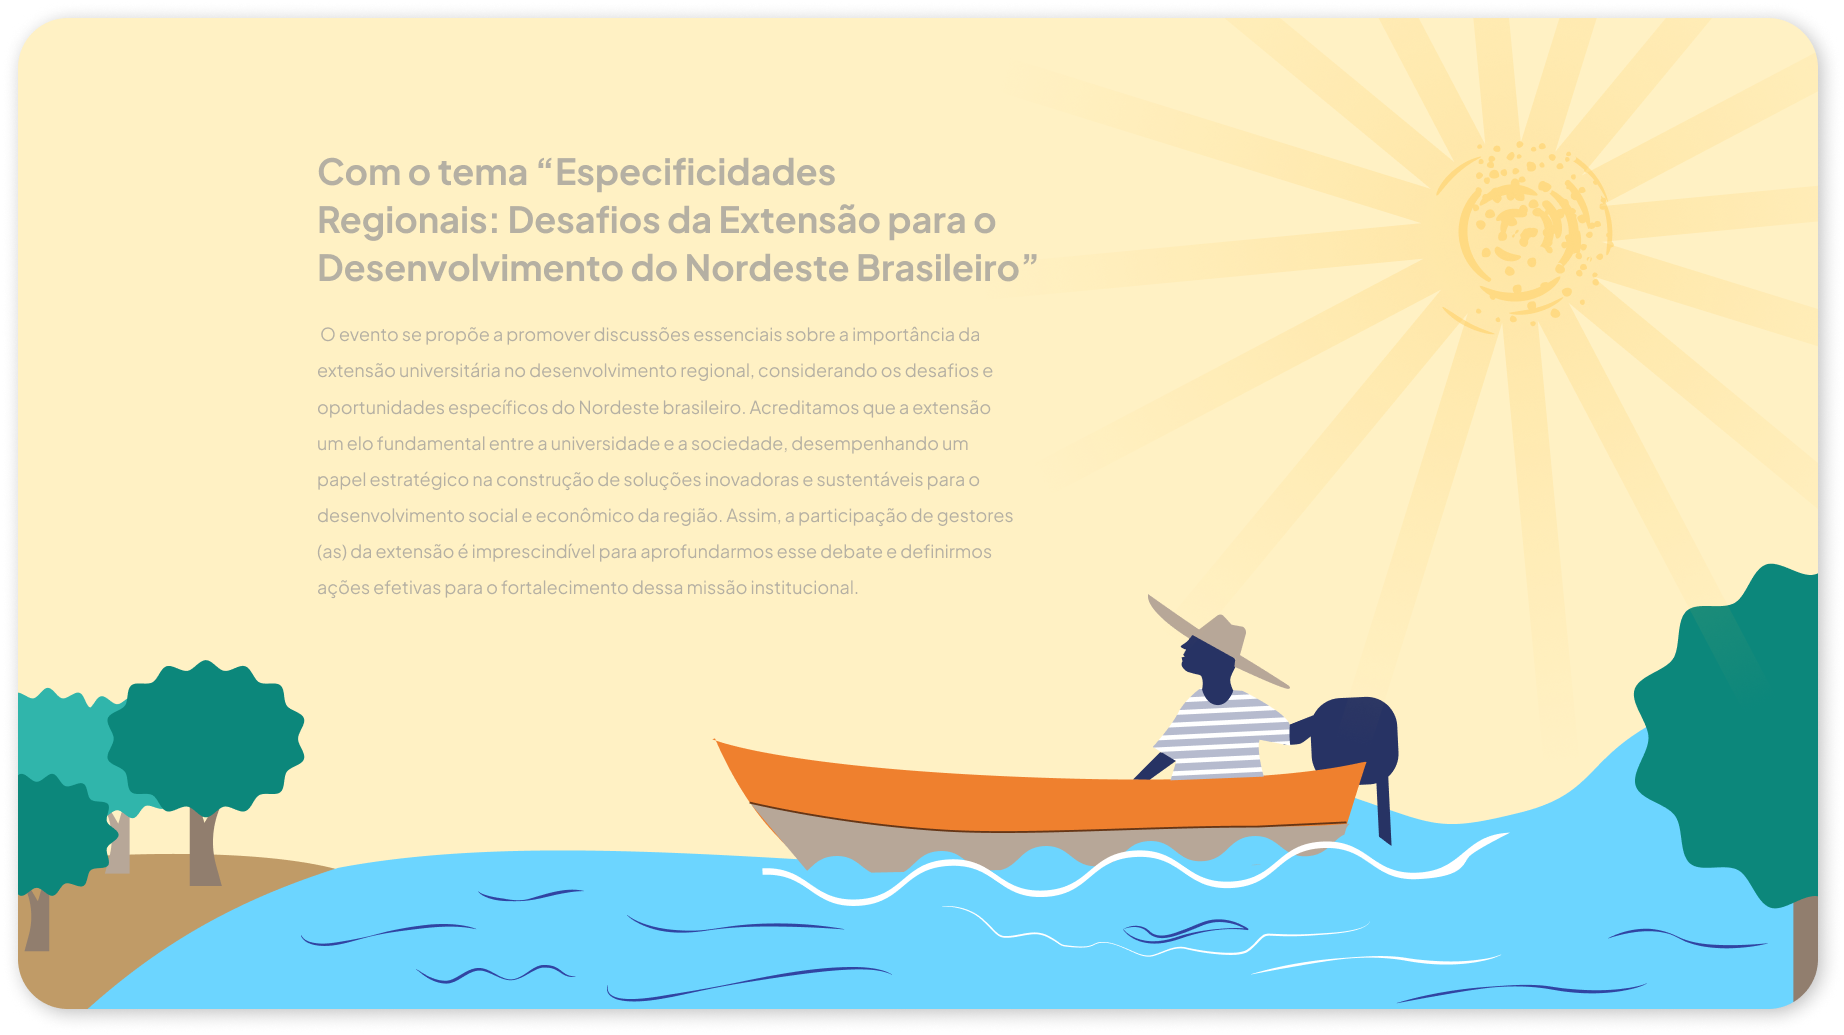 Com o tema “Especificidades
Regionais: Desafios da Extensão para o
Desenvolvimento do Nordeste Brasileiro”
O evento se propõe a promover discussões essenciais sobre a importância da
extensão universitária no desenvolvimento regional, considerando os desafios e
oportunidades específicos do Nordeste brasileiro. Acreditamos que a extensão
um elo fundamental entre a universidade e a sociedade, desempenhando um
papel estratégico na construção de soluções inovadoras e sustentáveis para o
desenvolvimento social e econômico da região. Assim, a participação de gestores
(as) da extensão é imprescindível para aprofundarmos esse debate e definirmos
ações efetivas para o fortalecimento dessa missão institucional.